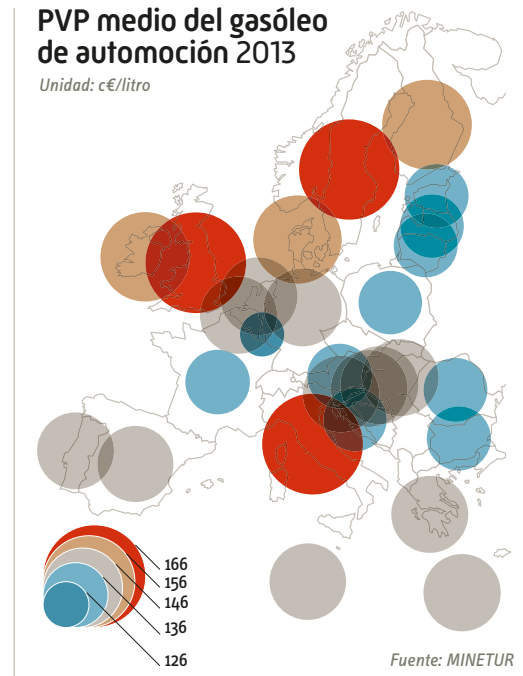 PVP medio del gasóleo
de automoción 2013
Unidad: c€/litro
166
156
146
136
126
Fuente: MINETUR